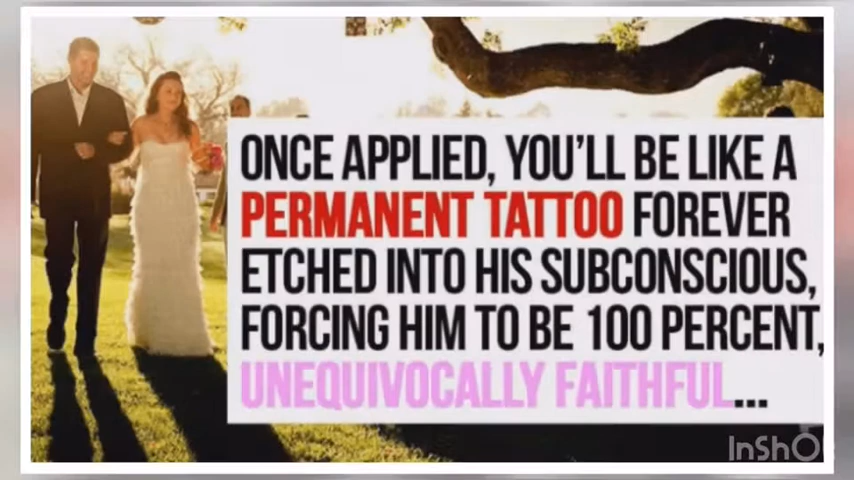 ONCE APPLIED, YOU'LL BE LIKE A
PERMANENT TATTOO FOREVER
ETCHED INTO HIS SUBCONSCIOUS,
FORCING HIM TO BE 100 PERCENT,
UNEQUIVOCALLY FAITHFUL...
InShO